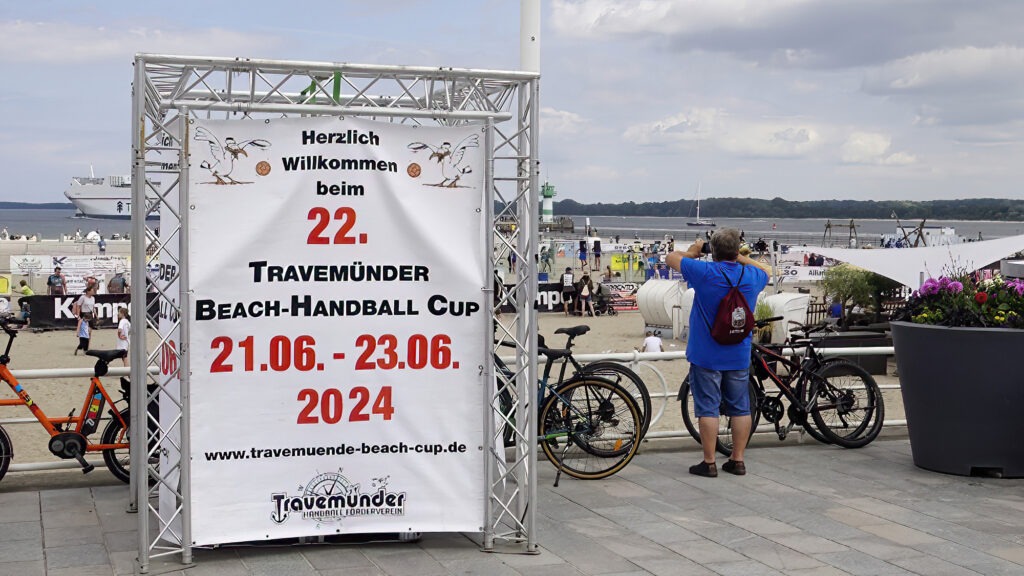 Herzlich
Willkommen
beim
22.
TRAVEMÜNDER
BEACH-HANDBALL CUP
21.06. - 23.06.
2024
www.travemuende-beach-cup.de
Travemünder
HANDBALL FÖRDERVEREIN